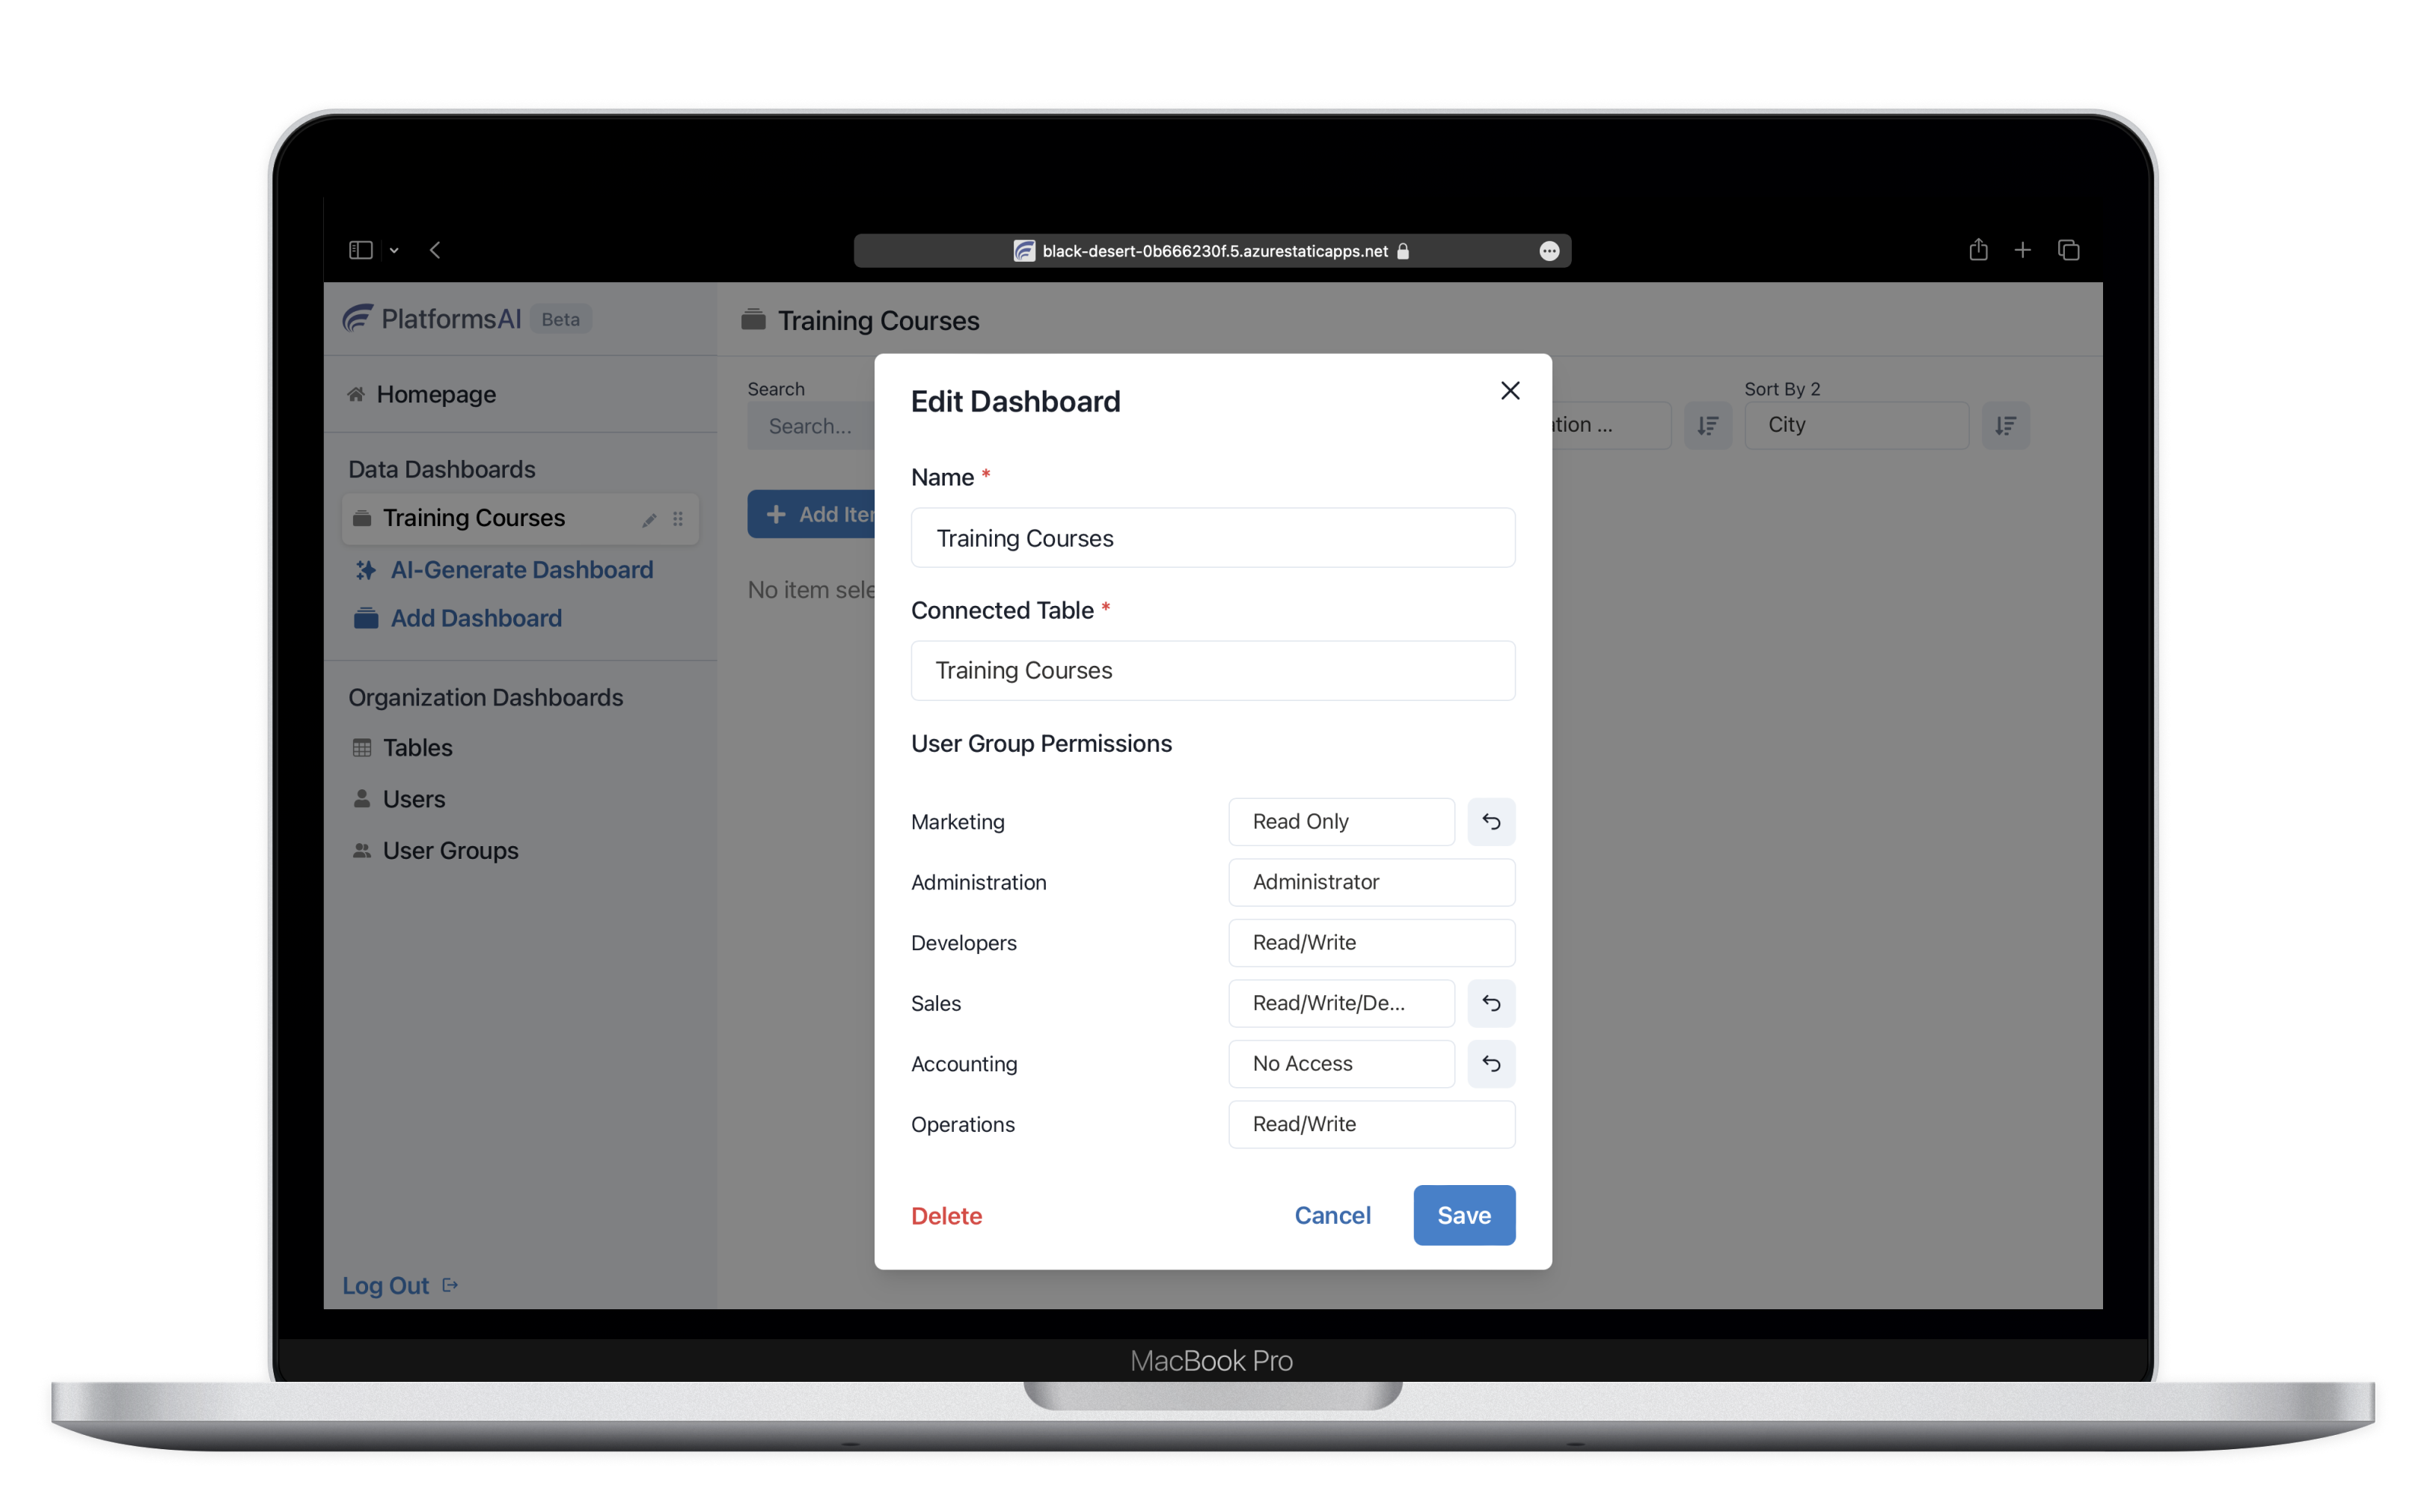 black-desert-0b666230f.5.azurestaticapps.net
PlatformsAI Beta
Training Courses
Homepage
Data Dashboards
Training Courses
AI-Generate Dashboard
Add Dashboard
Organization Dashboards
Tables
Users
User Groups
Log Out
Search
Search...
Sort By 2
City
Add
No item
Edit Dashboard
Name *
Training Courses
Connected Table *
Training Courses
User Group Permissions
Marketing Read Only
Administration Administrator
Developers Read/Write
Sales Read/Write/De...
Accounting No Access
Operations Read/Write
Delete Cancel Save
MacBook Pro